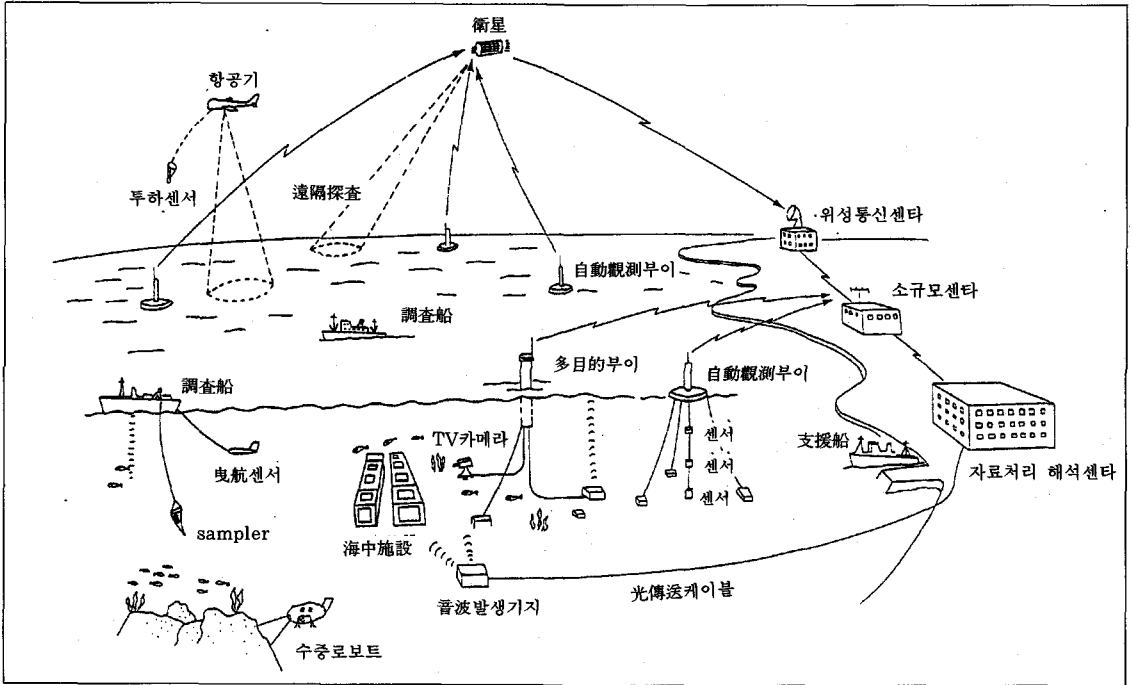 衛星
항공기
투하센서
遠隔探査
위성통신센타
自動觀測부이
소규모센타
調査船
多目的부이
自動觀測부이
調査船
TV카메라
센서
支援船
曳航센서
센서
자료처리 해석센타
센서
sampler
海中施設
光傳送케이블
音波발생기지
수중로보트